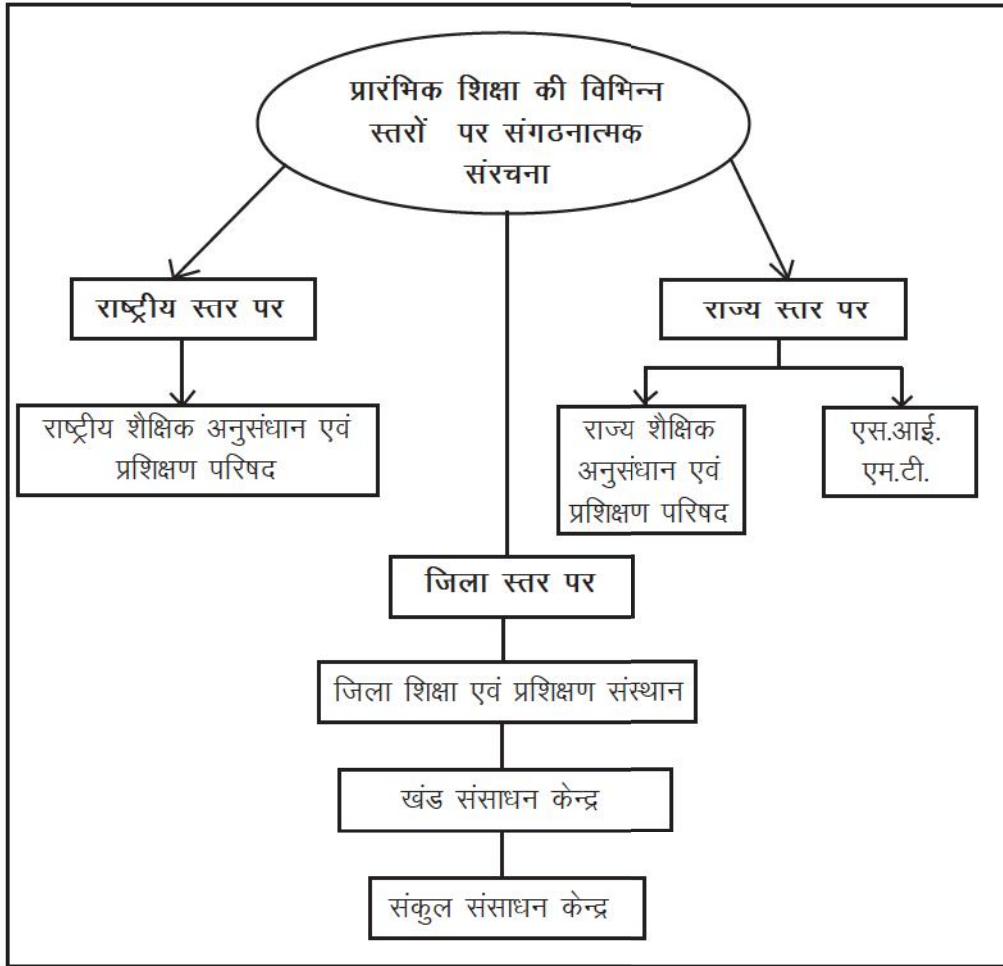 प्रारंभिक शिक्षा की विभिन्न
स्तरों पर संगठनात्मक
संरचना
राष्ट्रीय स्तर पर
राष्ट्रीय शैक्षिक अनुसंधान एवं
प्रशिक्षण परिषद
राज्य स्तर पर
राज्य शैक्षिक
अनुसंधान एवं
प्रशिक्षण परिषद
एस.आई.
एम.टी.
जिला स्तर पर
जिला शिक्षा एवं प्रशिक्षण संस्थान
खंड संसाधन केन्द्र
संकुल संसाधन केन्द्र